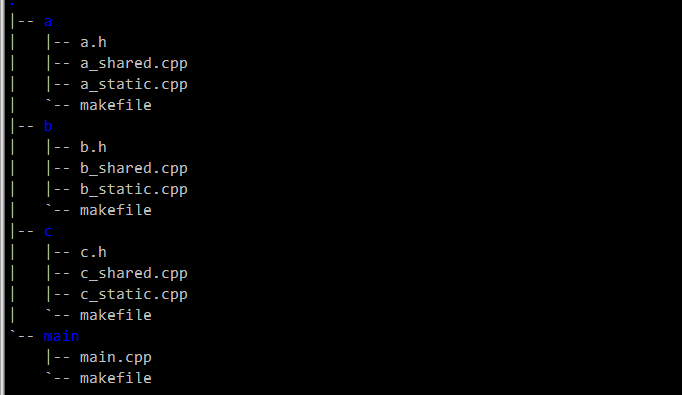 .
|-- a
|   |-- a.h
|   |-- a_shared.cpp
|   |-- a_static.cpp
|   `-- makefile
|-- b
|   |-- b.h
|   |-- b_shared.cpp
|   |-- b_static.cpp
|   `-- makefile
|-- c
|   |-- c.h
|   |-- c_shared.cpp
|   |-- c_static.cpp
|   `-- makefile
`-- main
    |-- main.cpp
    `-- makefile